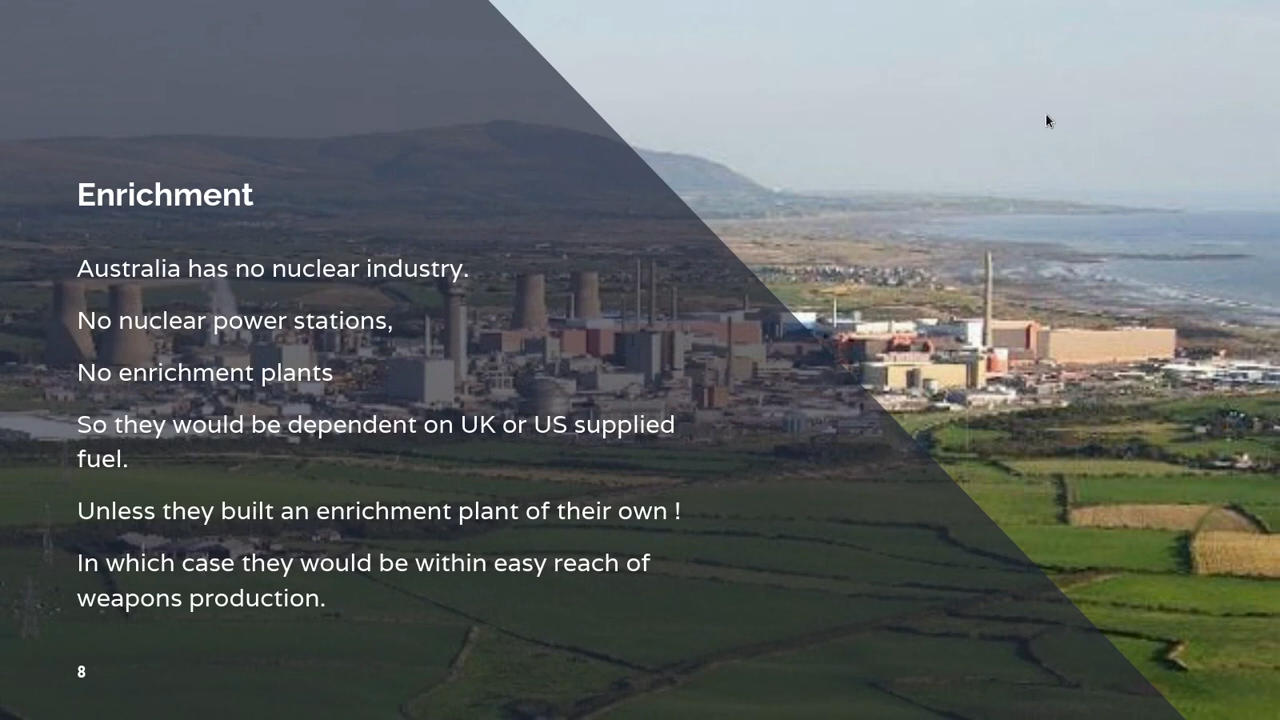 Enrichment
Australia has no nuclear industry.
No nuclear power stations,
No enrichment plants
So they would be dependent on UK or US supplied
fuel.
Unless they built an enrichment plant of their own !
In which case they would be within easy reach of
weapons production.
8